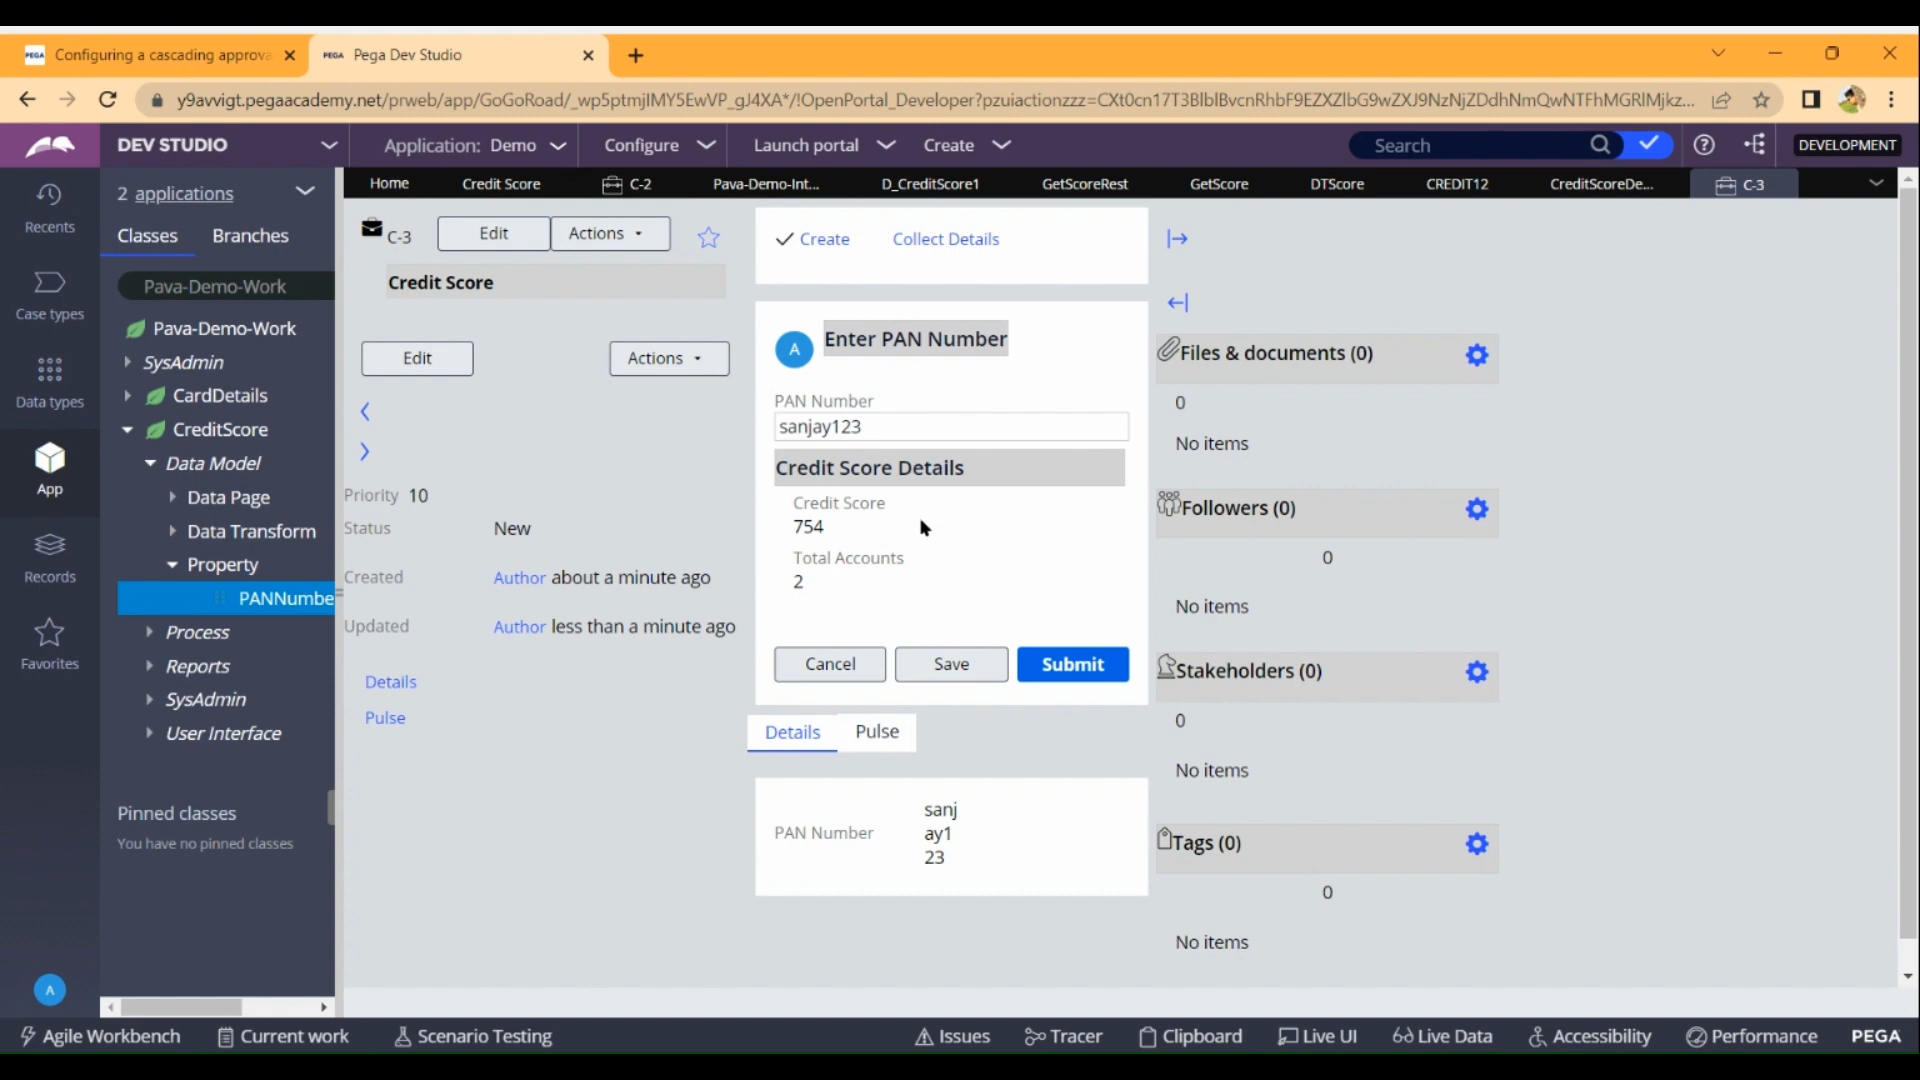 PEGA Configuring a cascading approva
PEGA Pega Dev Studio
y9avvigt.pegaacademy.net/prweb/app/GoGoRoad/_wp5ptmjIMY5EwVP_gJ4XA*/!OpenPortal_Developer?pzuiactionzzz=CXt0cn17T3BlblBvcnRhbF9EZXZlbG9wZXJ9NzNjZDdhNmQwNTFhMGRlMjkz...
DEV STUDIO
Application: Demo
Configure
Launch portal
Create
Search
DEVELOPMENT
Home
Credit Score
C-2
Pava-Demo-Int...
D_CreditScore1
GetScoreRest
GetScore
DTScore
CREDIT12
CreditScoreDe...
C-3
Recents
Case types
Data types
App
Records
Favorites
A
2 applications
Classes
Branches
Pava-Demo-Work
Pava-Demo-Work
SysAdmin
CardDetails
CreditScore
Data Model
Data Page
Data Transform
Property
PANNumbe
Process
Reports
SysAdmin
User Interface
Pinned classes
You have no pinned classes
C-3
Edit
Actions
Credit Score
Edit
Actions
Priority 10
Status New
Created Author about a minute ago
Updated Author less than a minute ago
Details
Pulse
Create
Collect Details
A
Enter PAN Number
PAN Number
sanjay123
Credit Score Details
Credit Score
754
Total Accounts
2
Cancel
Save
Submit
Details
Pulse
PAN Number
sanj
ay1
23
Files & documents (0)
0
No items
Followers (0)
0
No items
Stakeholders (0)
0
No items
Tags (0)
0
No items
Agile Workbench
Current work
Scenario Testing
Issues
Tracer
Clipboard
Live UI
Live Data
Accessibility
Performance
PEGA